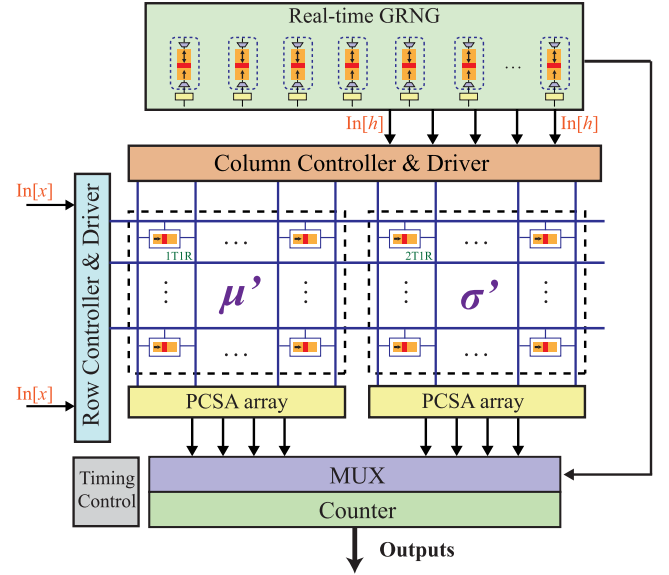 Real-time GRNG
...
In[h] In[h]
Column Controller & Driver
In[x]
Row Controller & Driver
... ...
1T1R 2T1R
μ’ σ’
... ...
In[x]
PCSA array PCSA array
Timing
Control
MUX
Counter
Outputs